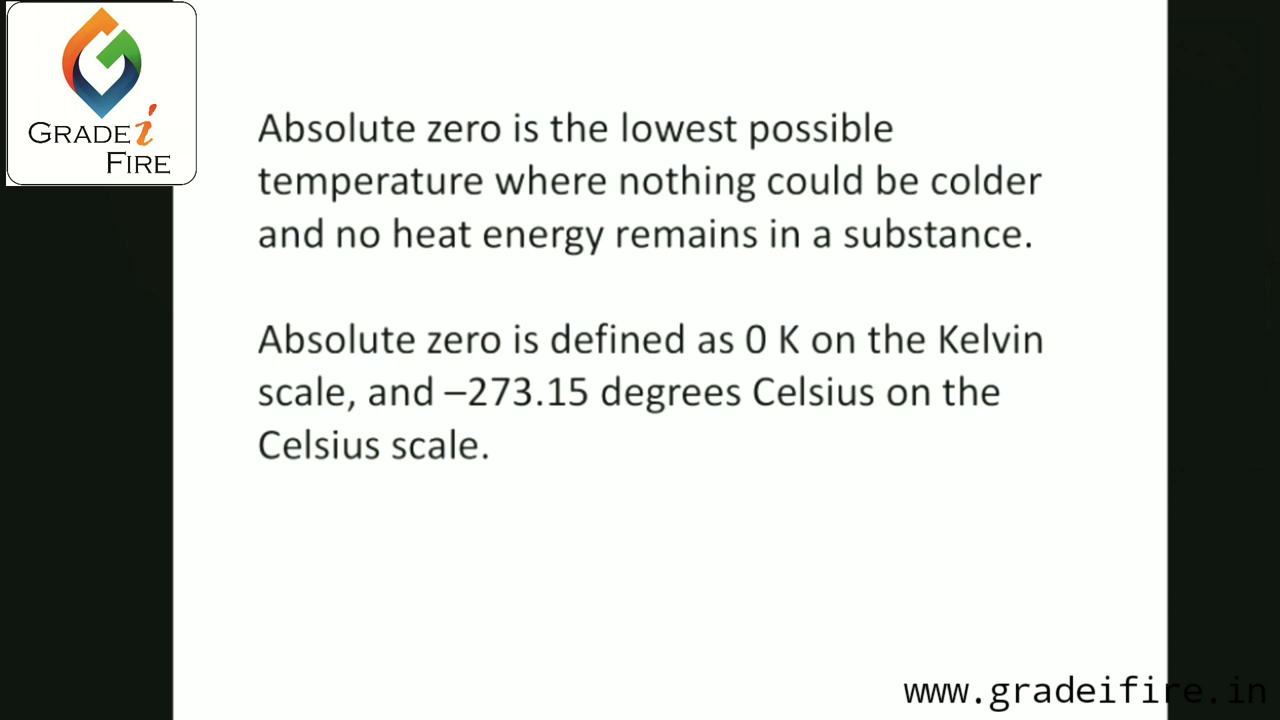 GRADE i
FIRE
Absolute zero is the lowest possible
temperature where nothing could be colder
and no heat energy remains in a substance.
Absolute zero is defined as 0 K on the Kelvin
scale, and –273.15 degrees Celsius on the
Celsius scale.
www.gradeifire.in